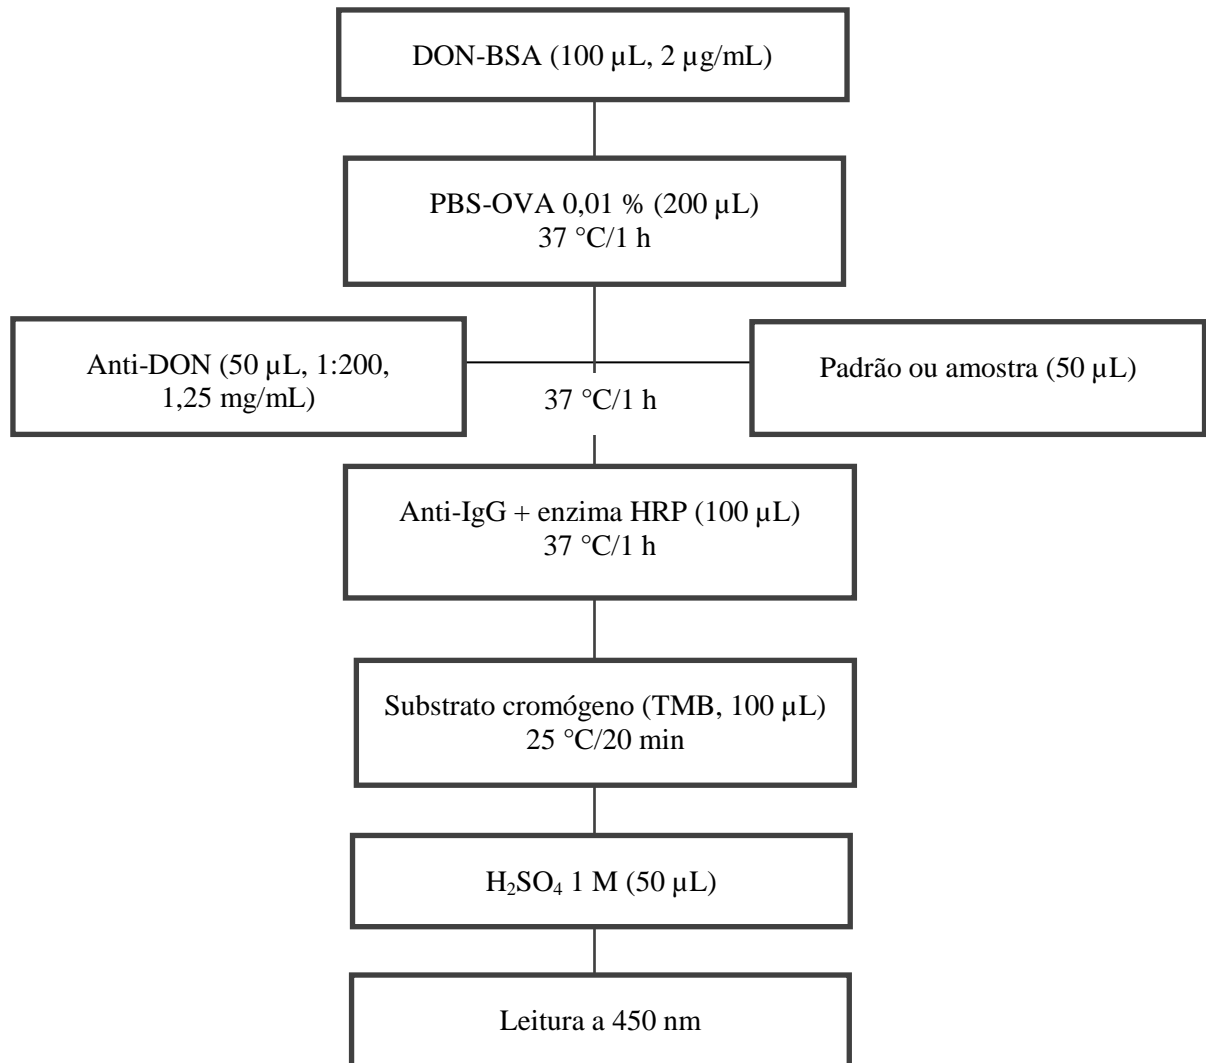 DON-BSA (100 µL, 2 µg/mL)
PBS-OVA 0,01 % (200 µL)
37 °C/1 h
Anti-DON (50 µL, 1:200,
1,25 mg/mL)
Padrão ou amostra (50 µL)
37 °C/1 h
Anti-IgG + enzima HRP (100 µL)
37 °C/1 h
Substrato cromógeno (TMB, 100 µL)
25 °C/20 min
H₂SO₄ 1 M (50 µL)
Leitura a 450 nm